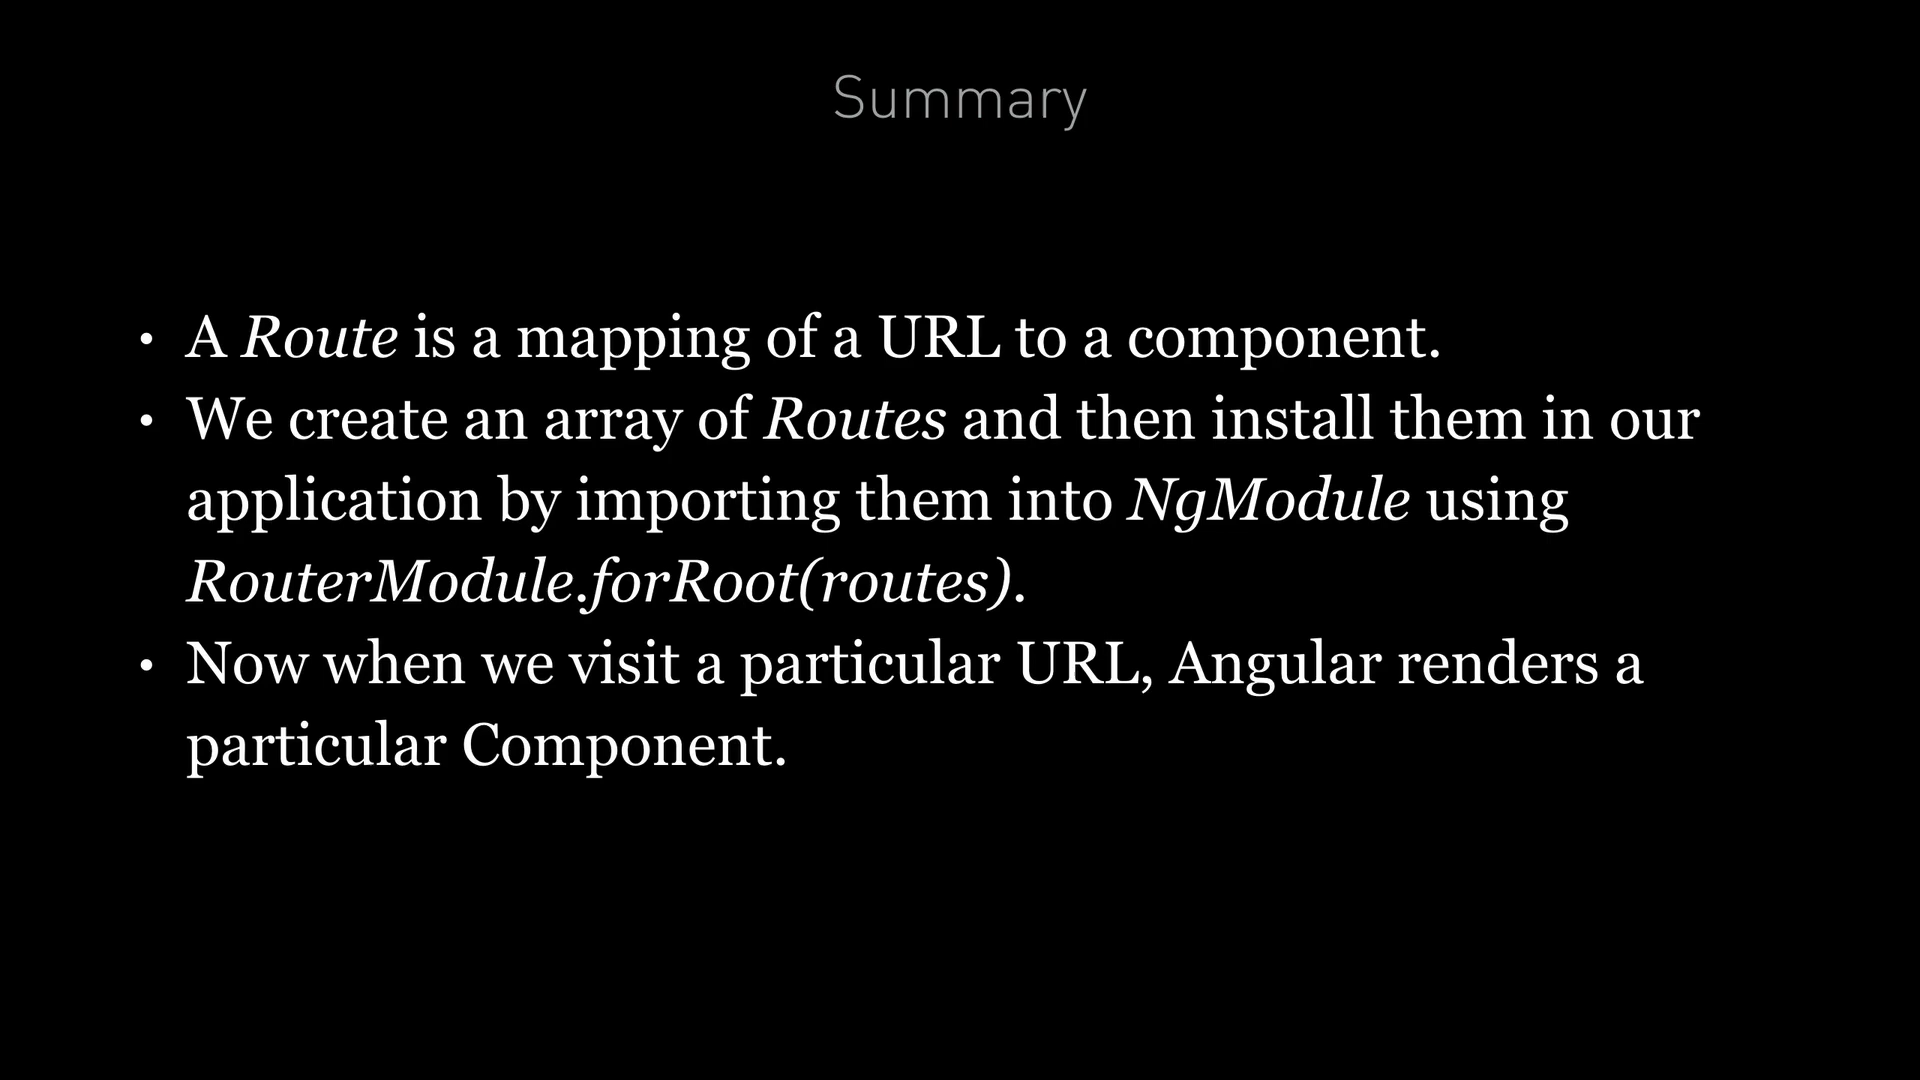 Summary
• A Route is a mapping of a URL to a component.
• We create an array of Routes and then install them in our
application by importing them into NgModule using
RouterModule.forRoot(routes).
• Now when we visit a particular URL, Angular renders a
particular Component.